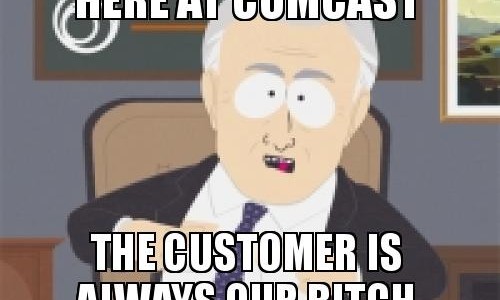 HERE AT COMCAST
THE CUSTOMER IS
ALWAYS OUR BITCH